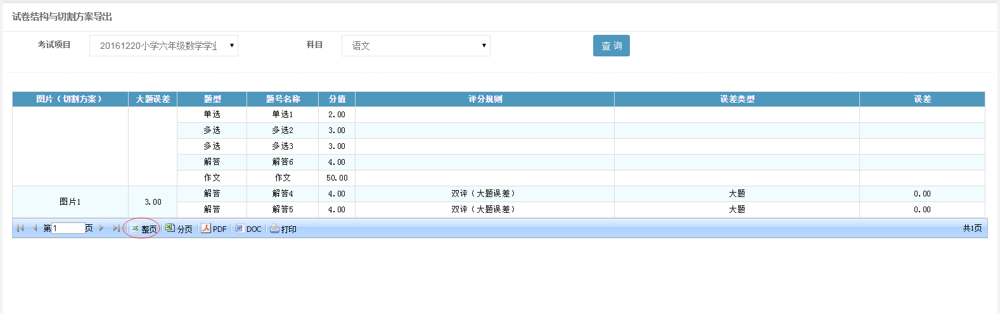 试卷结构与切割方案导出
考试项目 20161220小学六年级数学学业 科目 语文 查 询
图片（切割方案） 大题误差 题型 题号名称 分值 评分规则 误差类型 误差
单选 单选1 2.00
多选 多选2 3.00
多选 多选3 3.00
解答 解答6 4.00
作文 作文 50.00
图片1 3.00 解答 解答4 4.00 双评（大题误差） 大题 0.00
解答 解答5 4.00 双评（大题误差） 大题 0.00
第1页 整页 分页 PDF DOC 打印 共1页